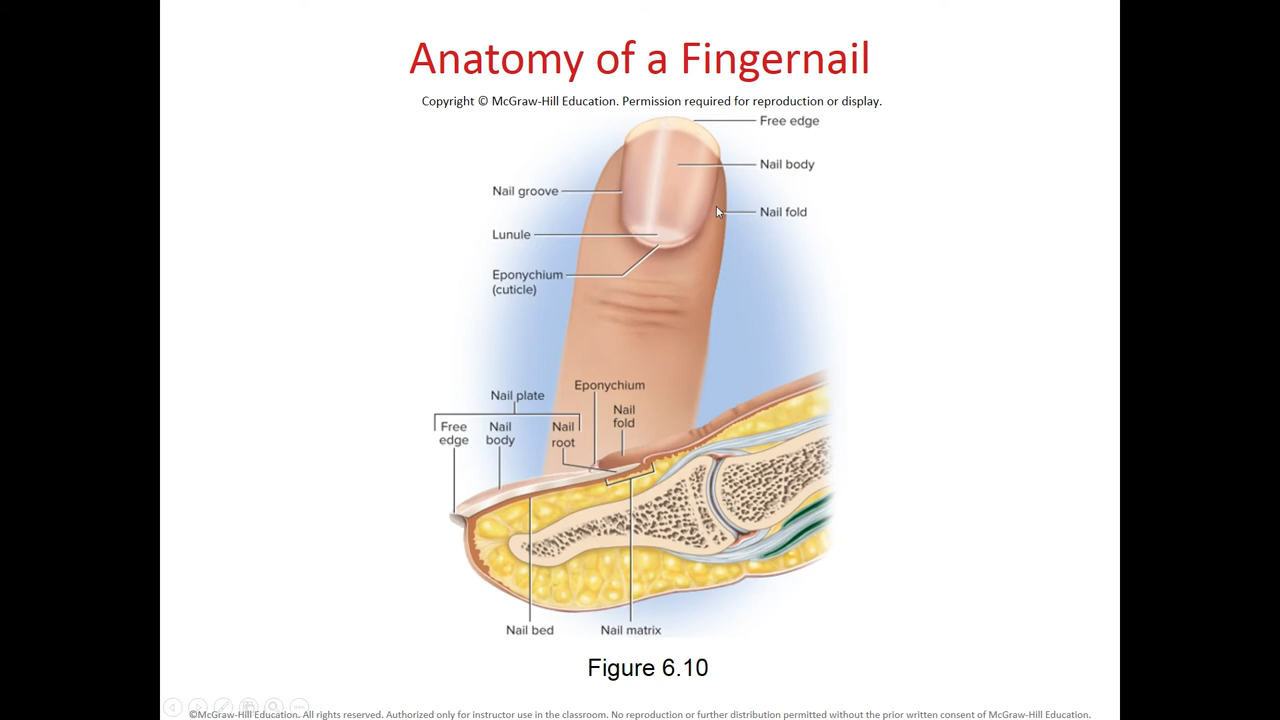 Anatomy of a Fingernail
Copyright © McGraw-Hill Education. Permission required for reproduction or display.
Free edge
Nail body
Nail groove
Nail fold
Lunule
Eponychium
(cuticle)
Eponychium
Nail plate
Nail
fold
Free
edge
Nail
body
Nail
root
Nail bed
Nail matrix
Figure 6.10
©McGraw-Hill Education. All rights reserved. Authorized only for instructor use in the classroom. No reproduction or further distribution permitted without the prior written consent of McGraw-Hill Education.